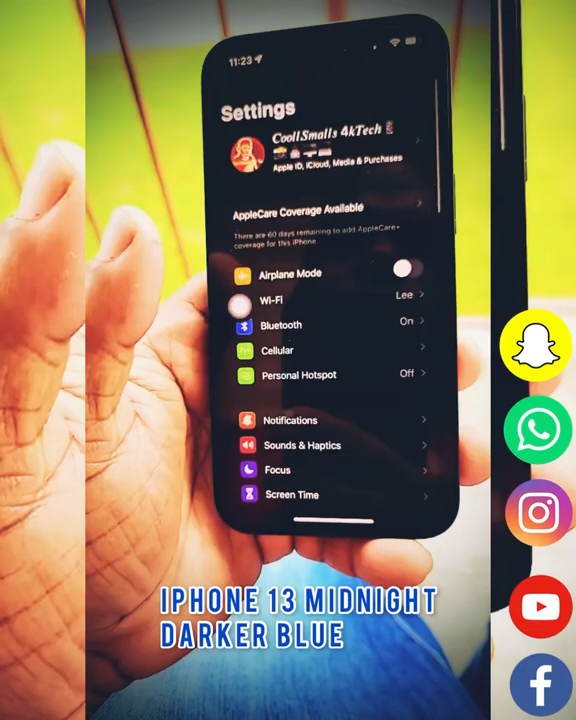 11:23
Settings
CoollSmalls 4kTech
Apple ID, iCloud, Media & Purchases
AppleCare Coverage Available
There are 60 days remaining to add AppleCare+
coverage for this iPhone.
Airplane Mode
Wi-Fi Lee
Bluetooth On
Cellular
Personal Hotspot Off
Notifications
Sounds & Haptics
Focus
Screen Time
IPHONE 13 MIDNIGHT
DARKER BLUE